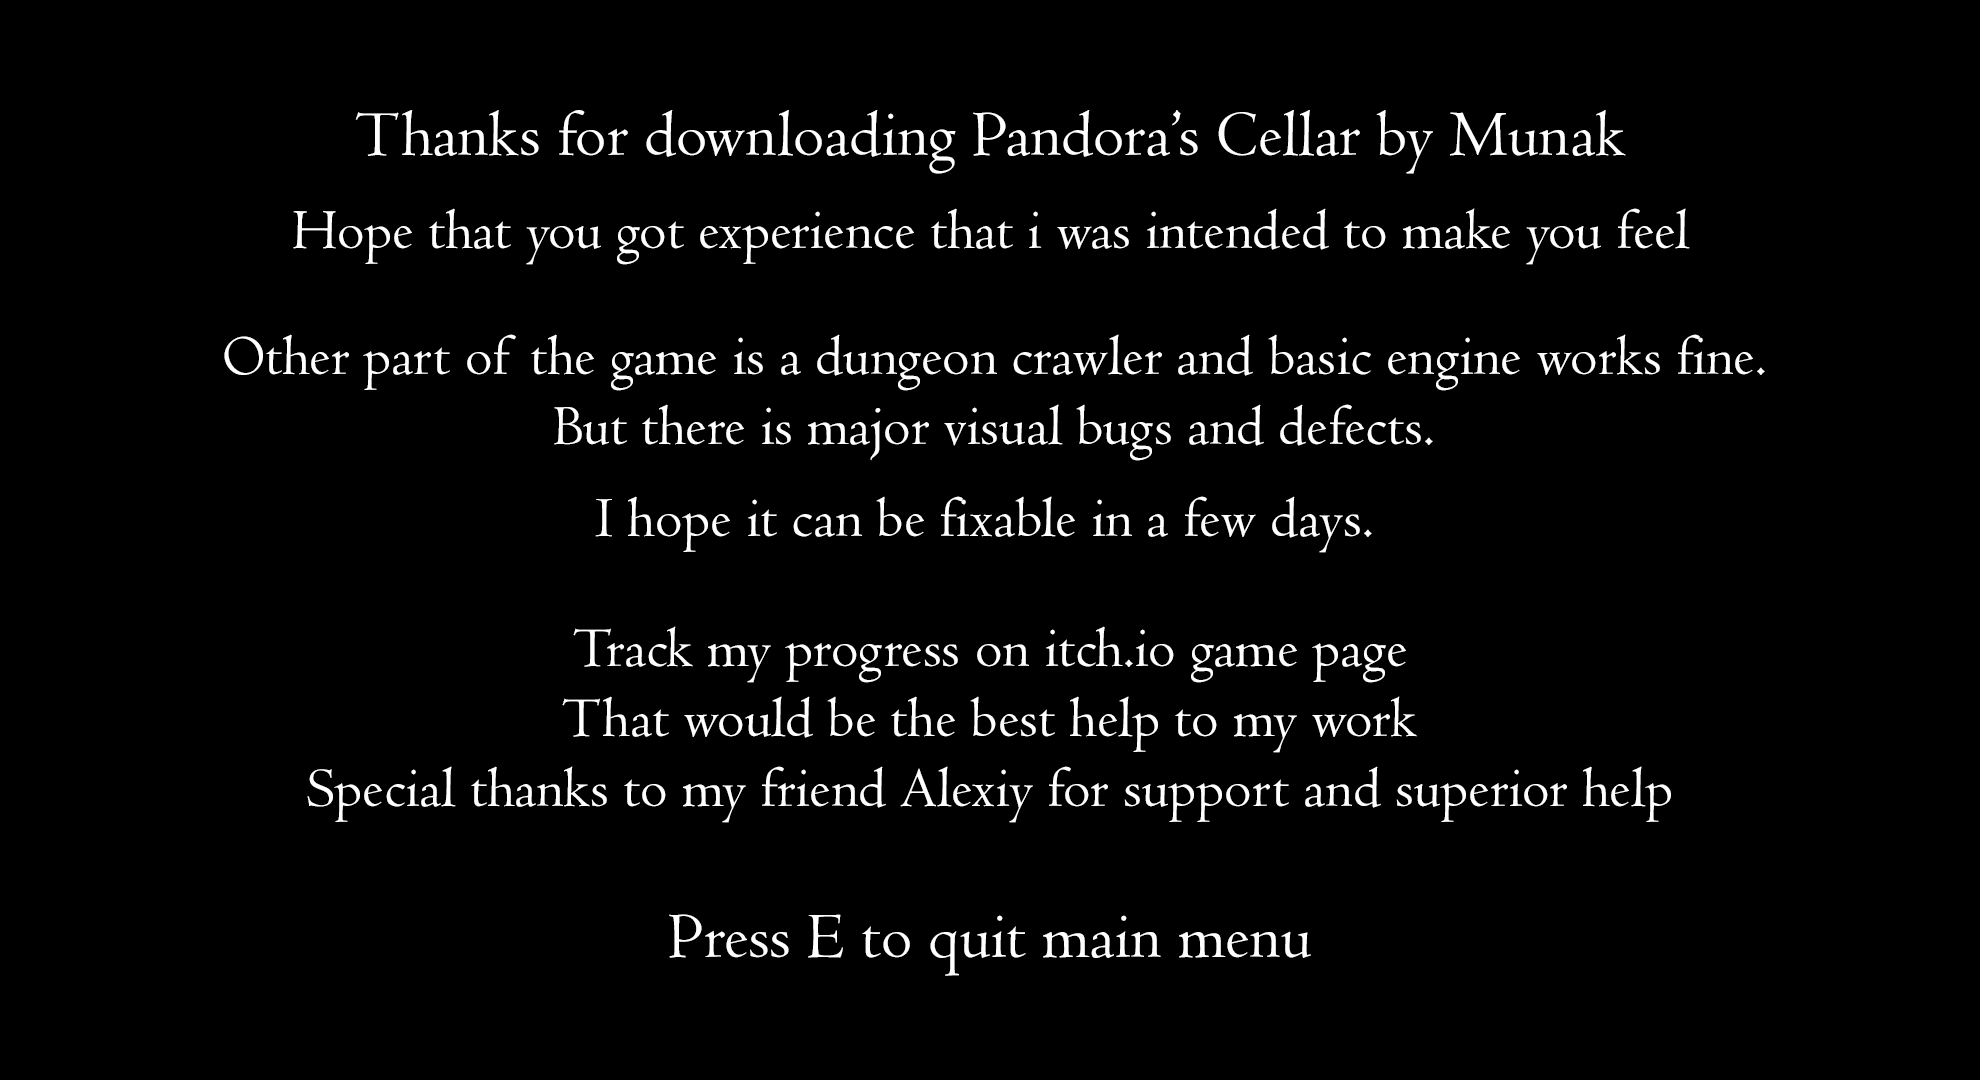 Thanks for downloading Pandora’s Cellar by Munak
Hope that you got experience that i was intended to make you feel
Other part of the game is a dungeon crawler and basic engine works fine.
But there is major visual bugs and defects.
I hope it can be fixable in a few days.
Track my progress on itch.io game page
That would be the best help to my work
Special thanks to my friend Alexiy for support and superior help
Press E to quit main menu